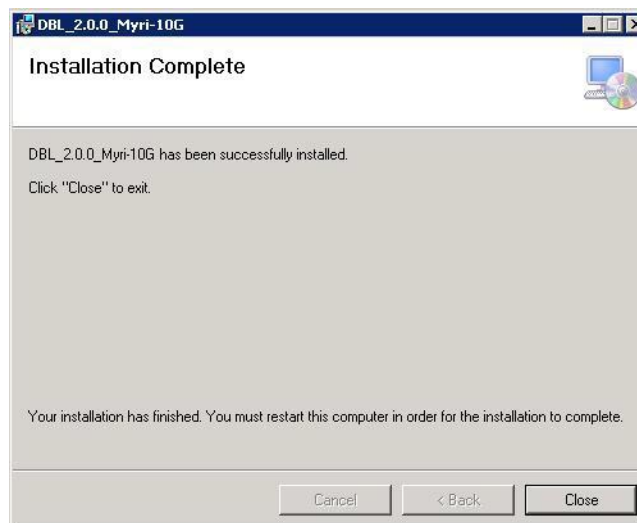 DBL_2.0.0_Myri-10G
Installation Complete
DBL_2.0.0_Myri-10G has been successfully installed.
Click "Close" to exit.
Your installation has finished. You must restart this computer in order for the installation to complete.
Cancel
< Back
Close